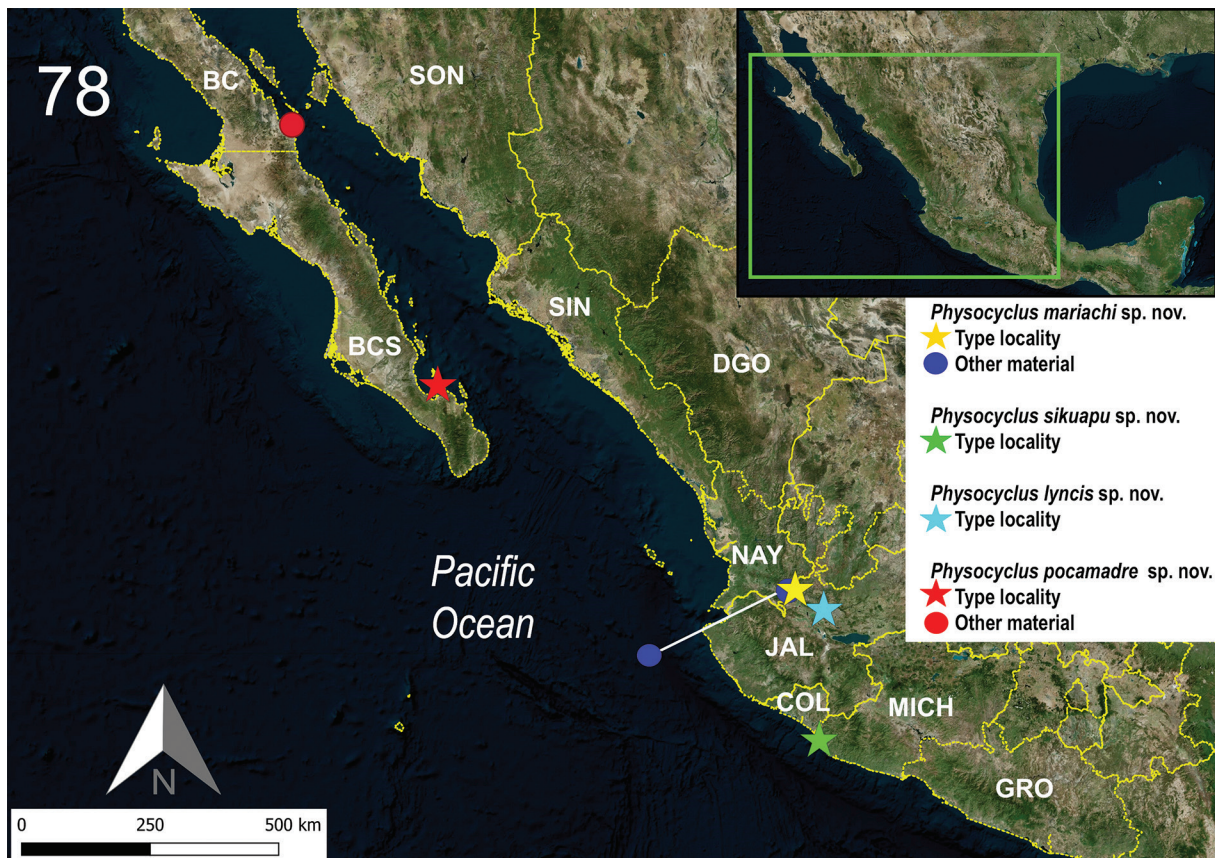 78
BC
SON
BCS
SIN
DGO
NAY
JAL
COL
MICH
GRO
Pacific
Ocean
Physocyclus mariachi sp. nov.
Type locality
Other material
Physocyclus sikuapu sp. nov.
Type locality
Physocyclus lyncis sp. nov.
Type locality
Physocyclus pocamadre sp. nov.
Type locality
Other material
N
0 250 500 km